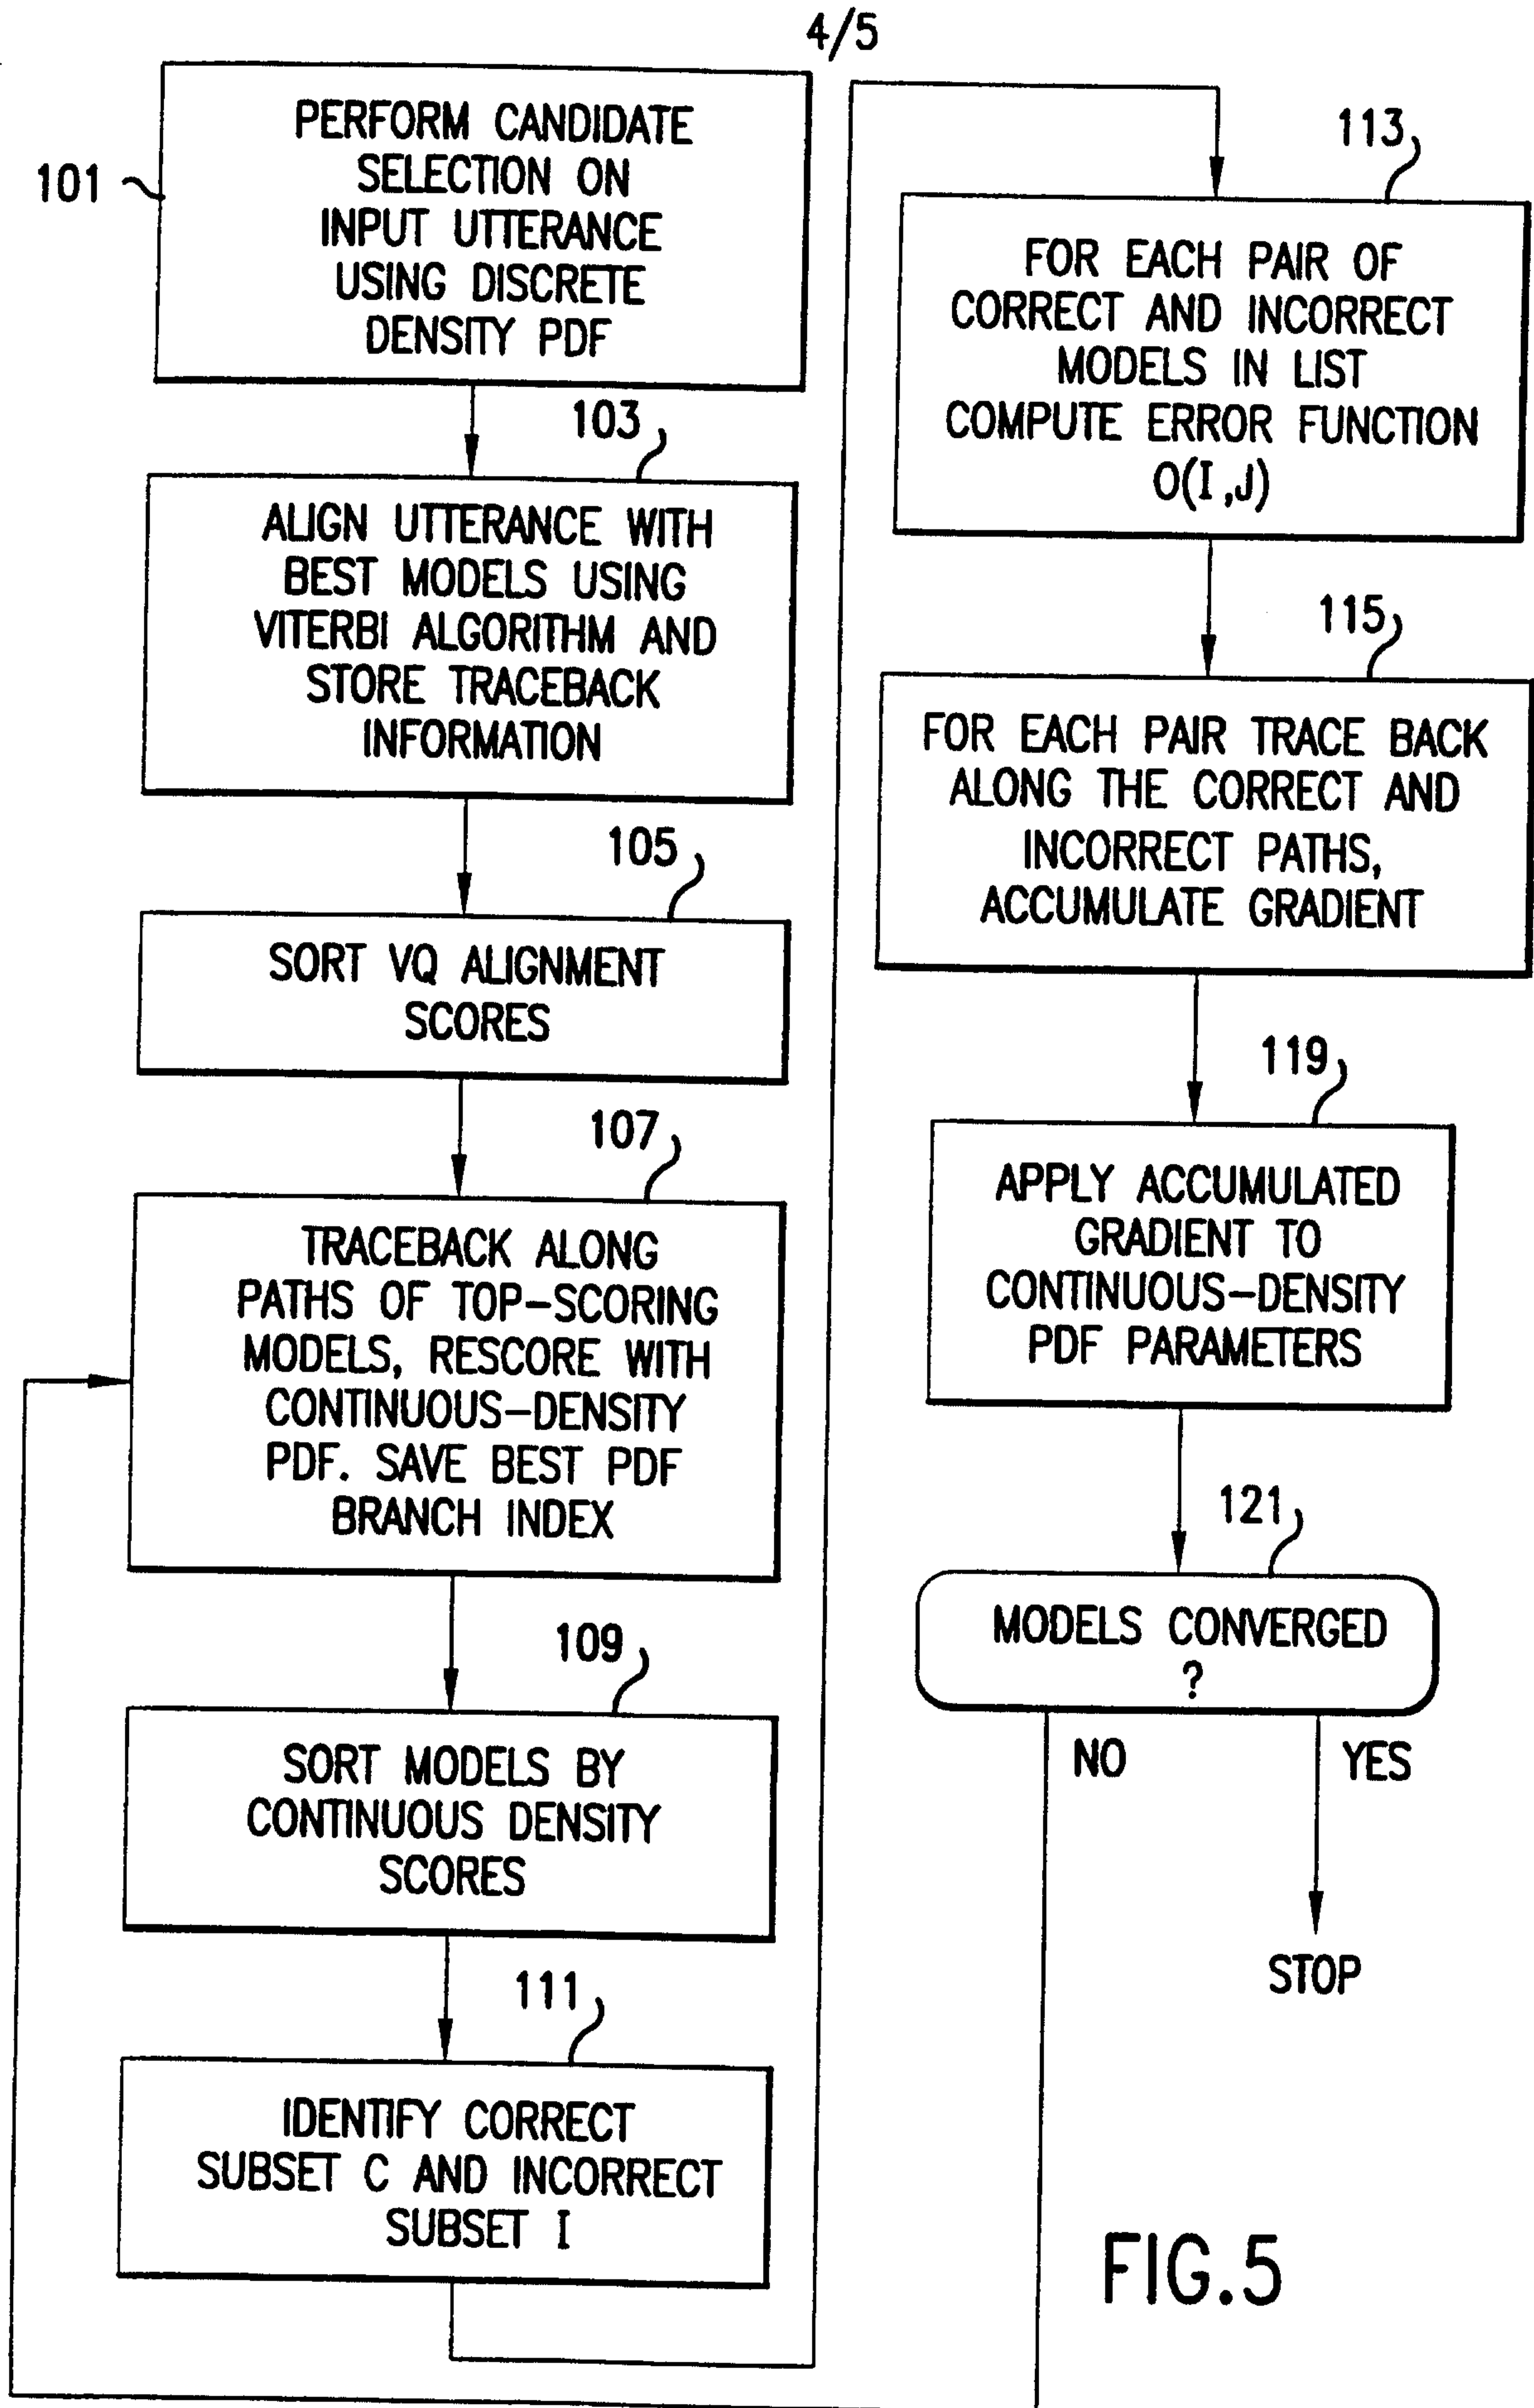 4/5
101
PERFORM CANDIDATE
SELECTION ON
INPUT UTTERANCE
USING DISCRETE
DENSITY PDF
103
ALIGN UTTERANCE WITH
BEST MODELS USING
VITERBI ALGORITHM AND
STORE TRACEBACK
INFORMATION
105
SORT VQ ALIGNMENT
SCORES
107
TRACEBACK ALONG
PATHS OF TOP-SCORING
MODELS, RESCORE WITH
CONTINUOUS-DENSITY
PDF. SAVE BEST PDF
BRANCH INDEX
109
SORT MODELS BY
CONTINUOUS DENSITY
SCORES
111
IDENTIFY CORRECT
SUBSET C AND INCORRECT
SUBSET I
113
FOR EACH PAIR OF
CORRECT AND INCORRECT
MODELS IN LIST
COMPUTE ERROR FUNCTION
O(I,J)
115
FOR EACH PAIR TRACE BACK
ALONG THE CORRECT AND
INCORRECT PATHS,
ACCUMULATE GRADIENT
119
APPLY ACCUMULATED
GRADIENT TO
CONTINUOUS-DENSITY
PDF PARAMETERS
121
MODELS CONVERGED
?
NO
YES
STOP
FIG.5